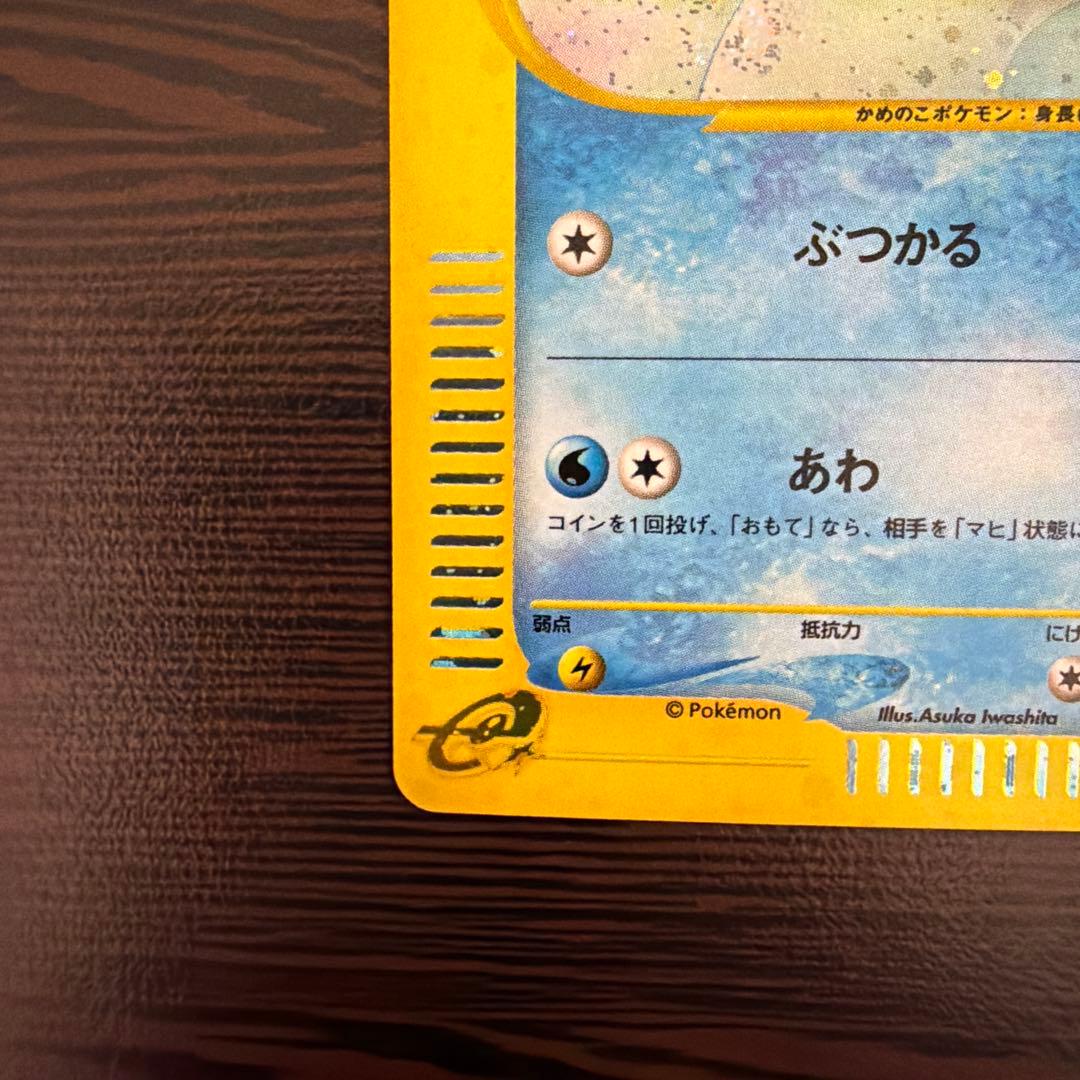 かめのこポケモン：身長
ぶつかる
あわ
コインを1回投げ、「おもて」なら、相手を「マヒ」状態に
弱点 抵抗力 にげ
© Pokémon Illus.Asuka Iwashita
e